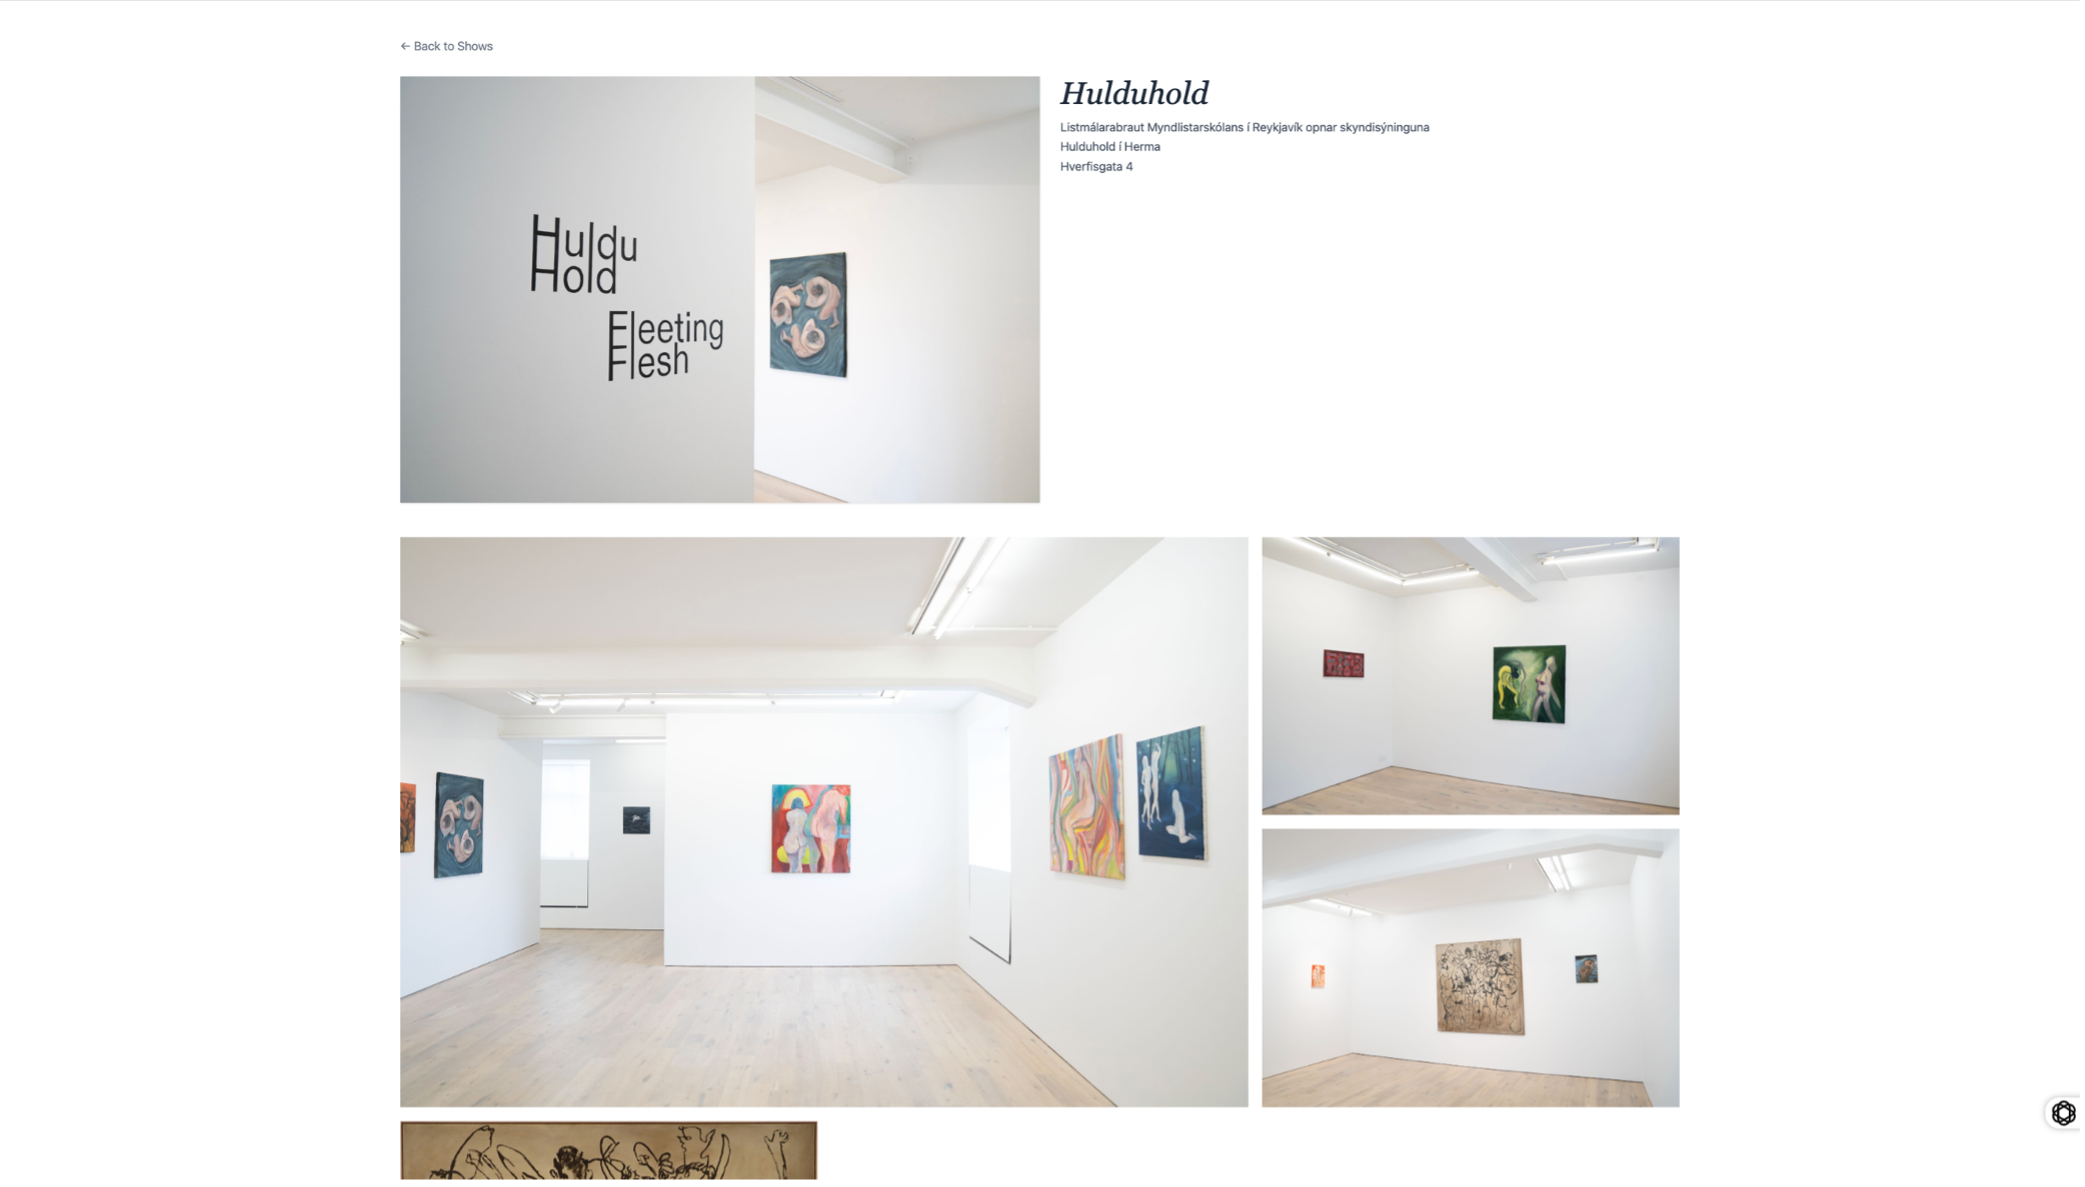 ← Back to Shows
Hulduhold
Listmálarabraut Myndlistarskólans í Reykjavík opnar skyndisýninguna
Hulduhold í Herma
Hverfisgata 4
Huldu
Hold
Fleeting
Flesh